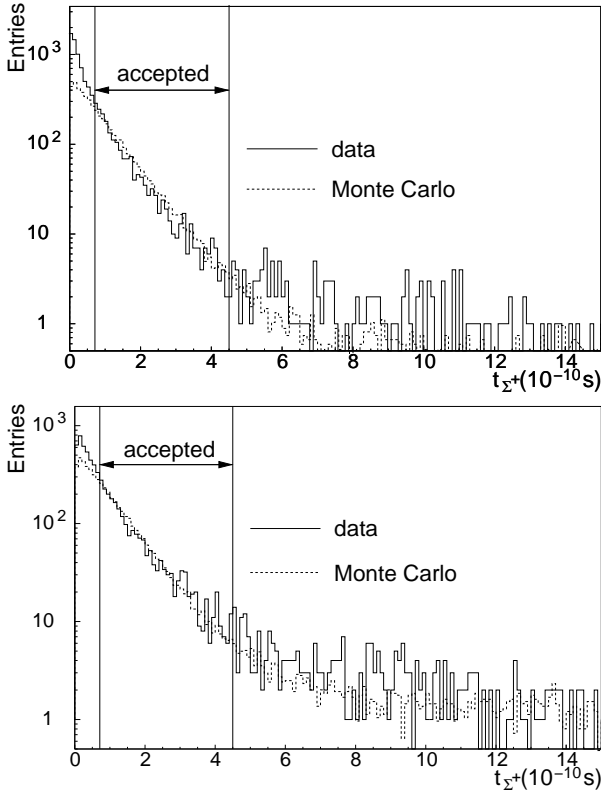 Entries
10³
accepted
10²
data
Monte Carlo
10
1
0 2 4 6 8 10 12 14
t_Σ+(10⁻¹⁰s)
Entries
10³
accepted
10²
data
Monte Carlo
10
1
0 2 4 6 8 10 12 14
t_Σ+(10⁻¹⁰s)